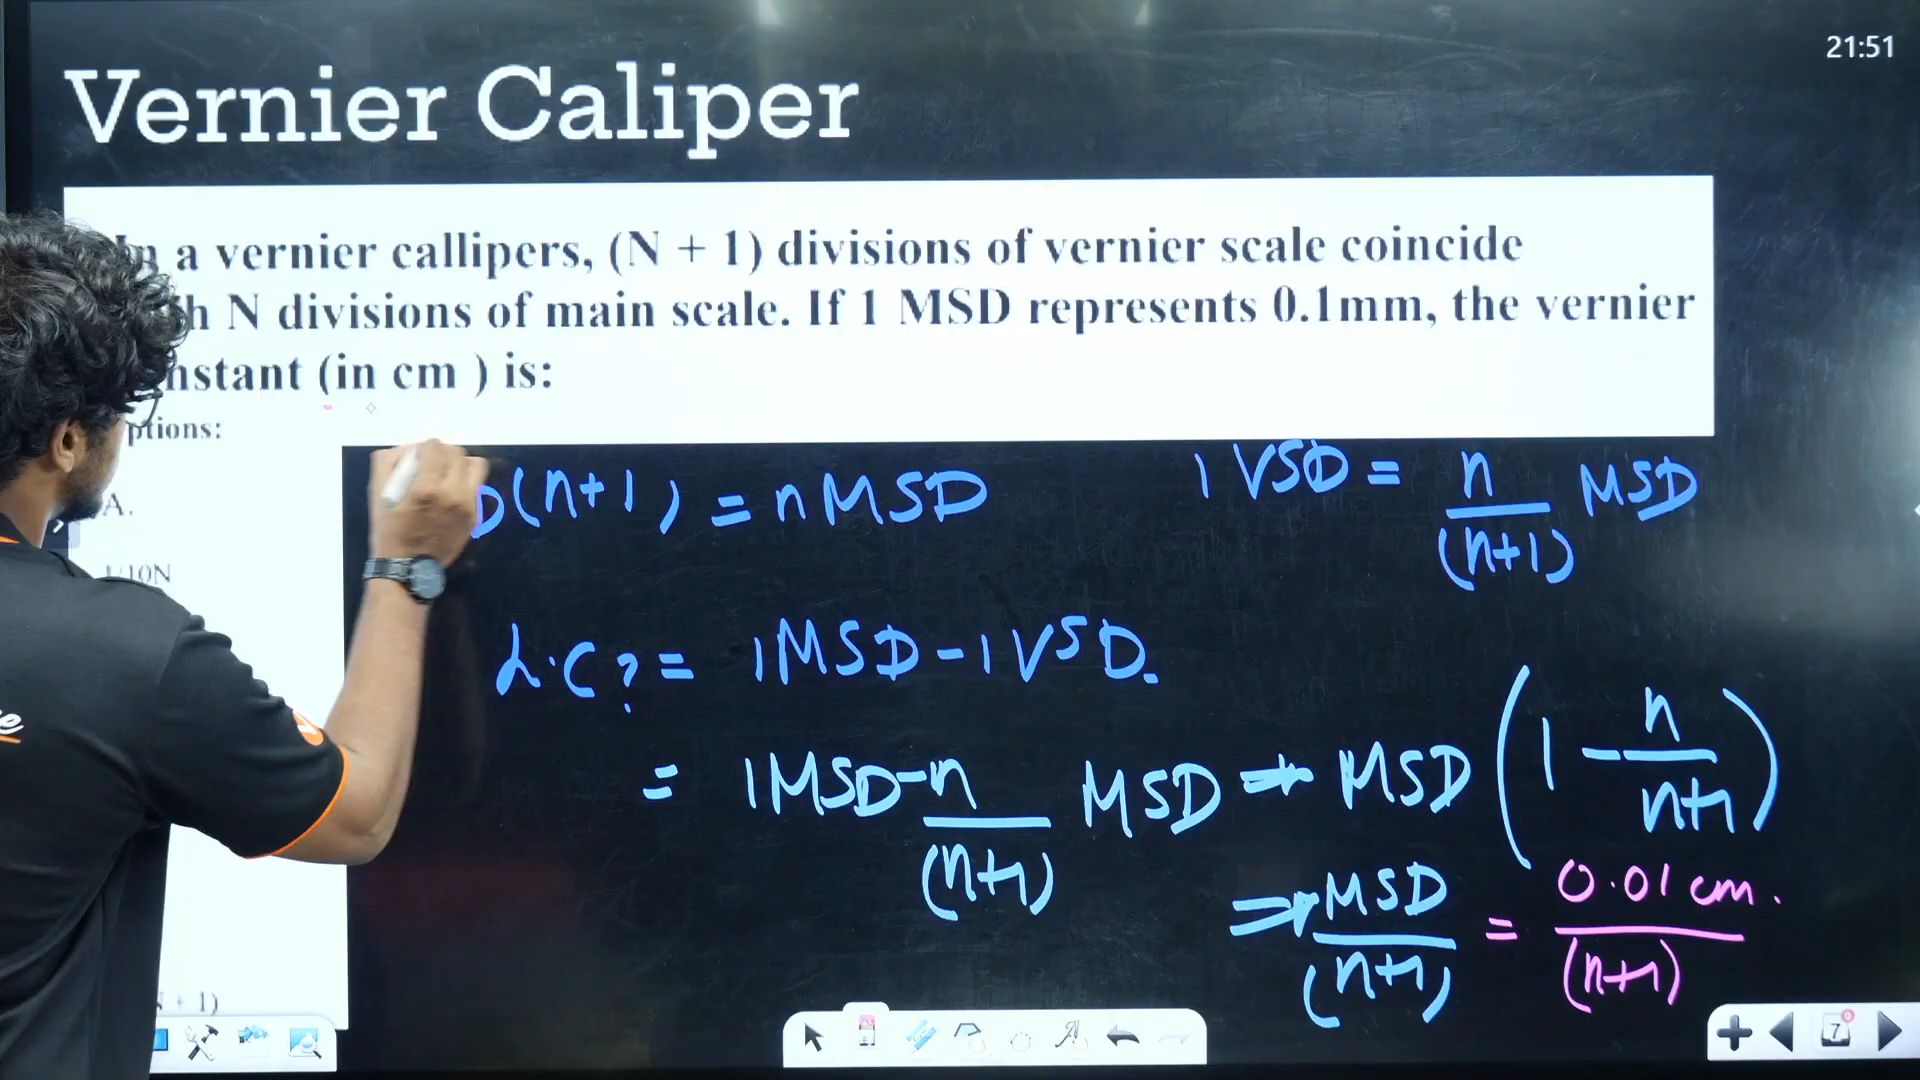 21:51
Vernier Caliper
a vernier callipers, (N + 1) divisions of vernier scale coincide
N divisions of main scale. If 1 MSD represents 0.1mm, the vernier
(in cm ) is:
A.
1/10N
D(n+1) = nMSD
1 VSD = n/(n+1) MSD
L.C ? = 1MSD - 1VSD.
= 1MSD - n/(n+1) MSD ⇒ MSD (1 - n/n+1)
⇒ MSD/(n+1) = 0.01 cm./(n+1)
+ 1)
7